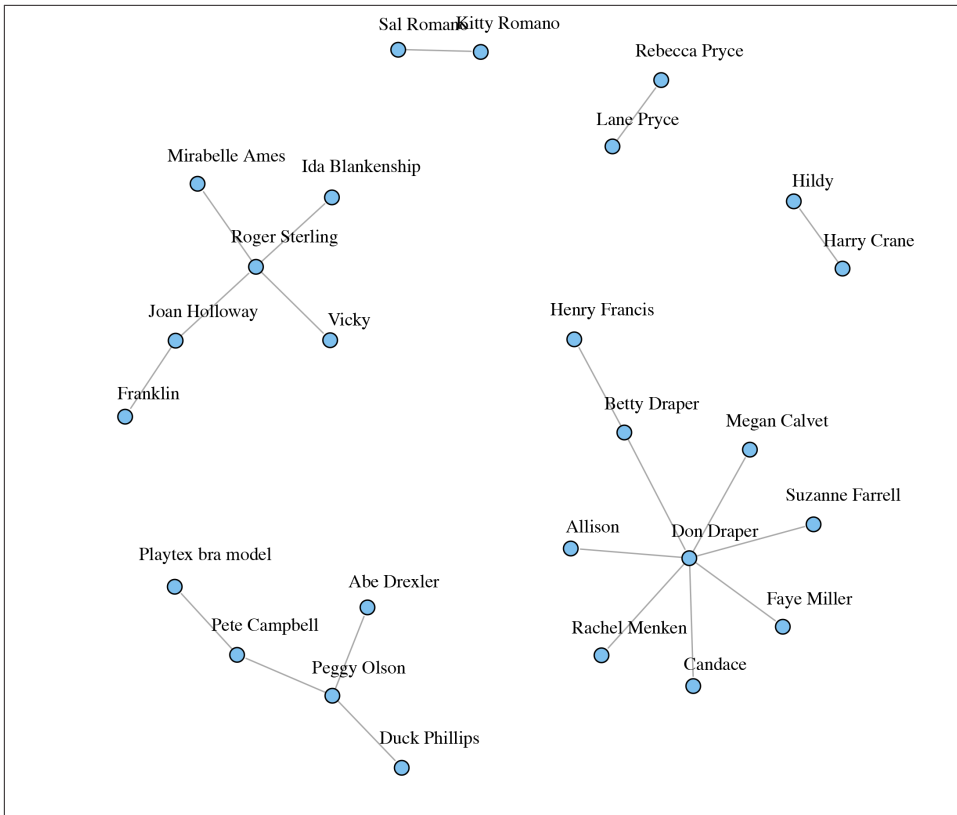 Sal Romano
Kitty Romano
Rebecca Pryce
Lane Pryce
Mirabelle Ames
Ida Blankenship
Hildy
Roger Sterling
Harry Crane
Joan Holloway
Vicky
Henry Francis
Franklin
Betty Draper
Megan Calvet
Suzanne Farrell
Allison
Don Draper
Playtex bra model
Abe Drexler
Faye Miller
Pete Campbell
Rachel Menken
Peggy Olson
Candace
Duck Phillips